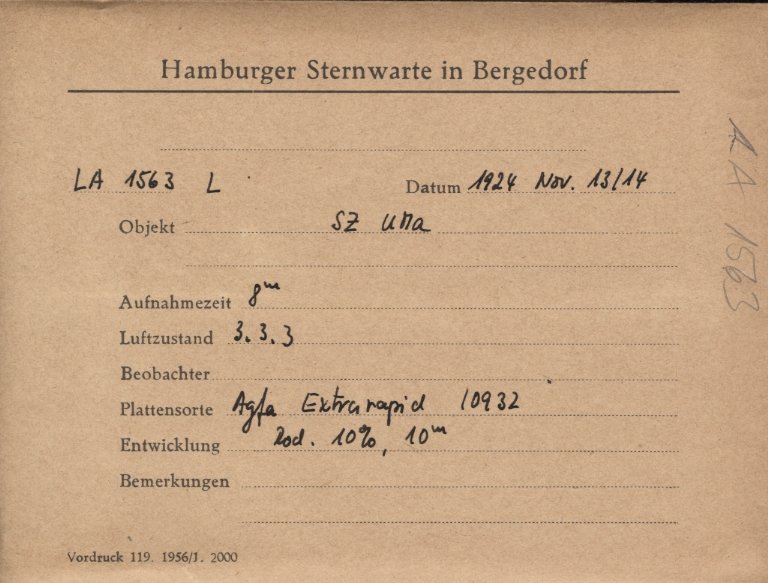 Hamburger Sternwarte in Bergedorf
LA 1563 L
Datum 1924 Nov. 13/14
Objekt SZ UMa
Aufnahmezeit 8m
Luftzustand 3.3.3
Beobachter
Plattensorte Agfa Extrarapid 10932
Entwicklung Rod. 10%, 10m
Bemerkungen
Vordruck 119. 1956/1. 2000
LA 1563